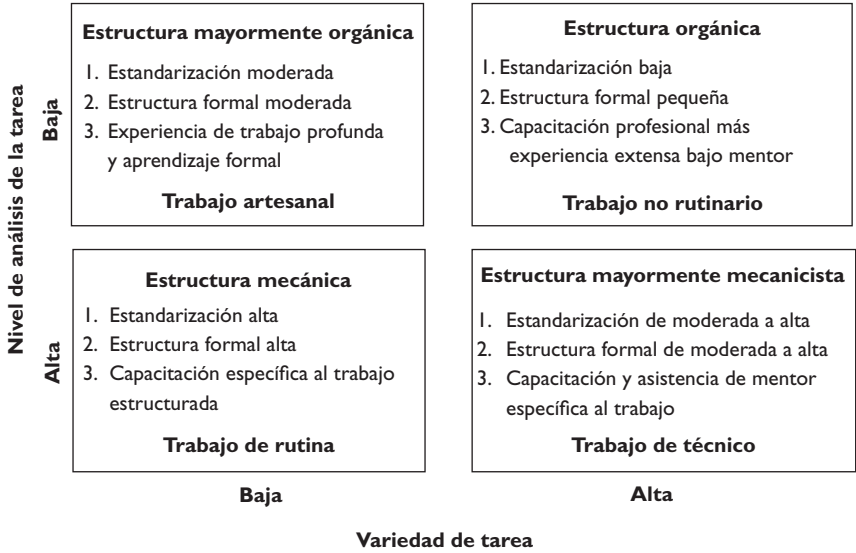 Nivel de análisis de la tarea
Baja
Estructura mayormente orgánica
1. Estandarización moderada
2. Estructura formal moderada
3. Experiencia de trabajo profunda
y aprendizaje formal
Trabajo artesanal
Estructura orgánica
1. Estandarización baja
2. Estructura formal pequeña
3. Capacitación profesional más
experiencia extensa bajo mentor
Trabajo no rutinario
Alta
Estructura mecánica
1. Estandarización alta
2. Estructura formal alta
3. Capacitación específica al trabajo
estructurada
Trabajo de rutina
Estructura mayormente mecanicista
1. Estandarización de moderada a alta
2. Estructura formal de moderada a alta
3. Capacitación y asistencia de mentor
específica al trabajo
Trabajo de técnico
Baja
Alta
Variedad de tarea